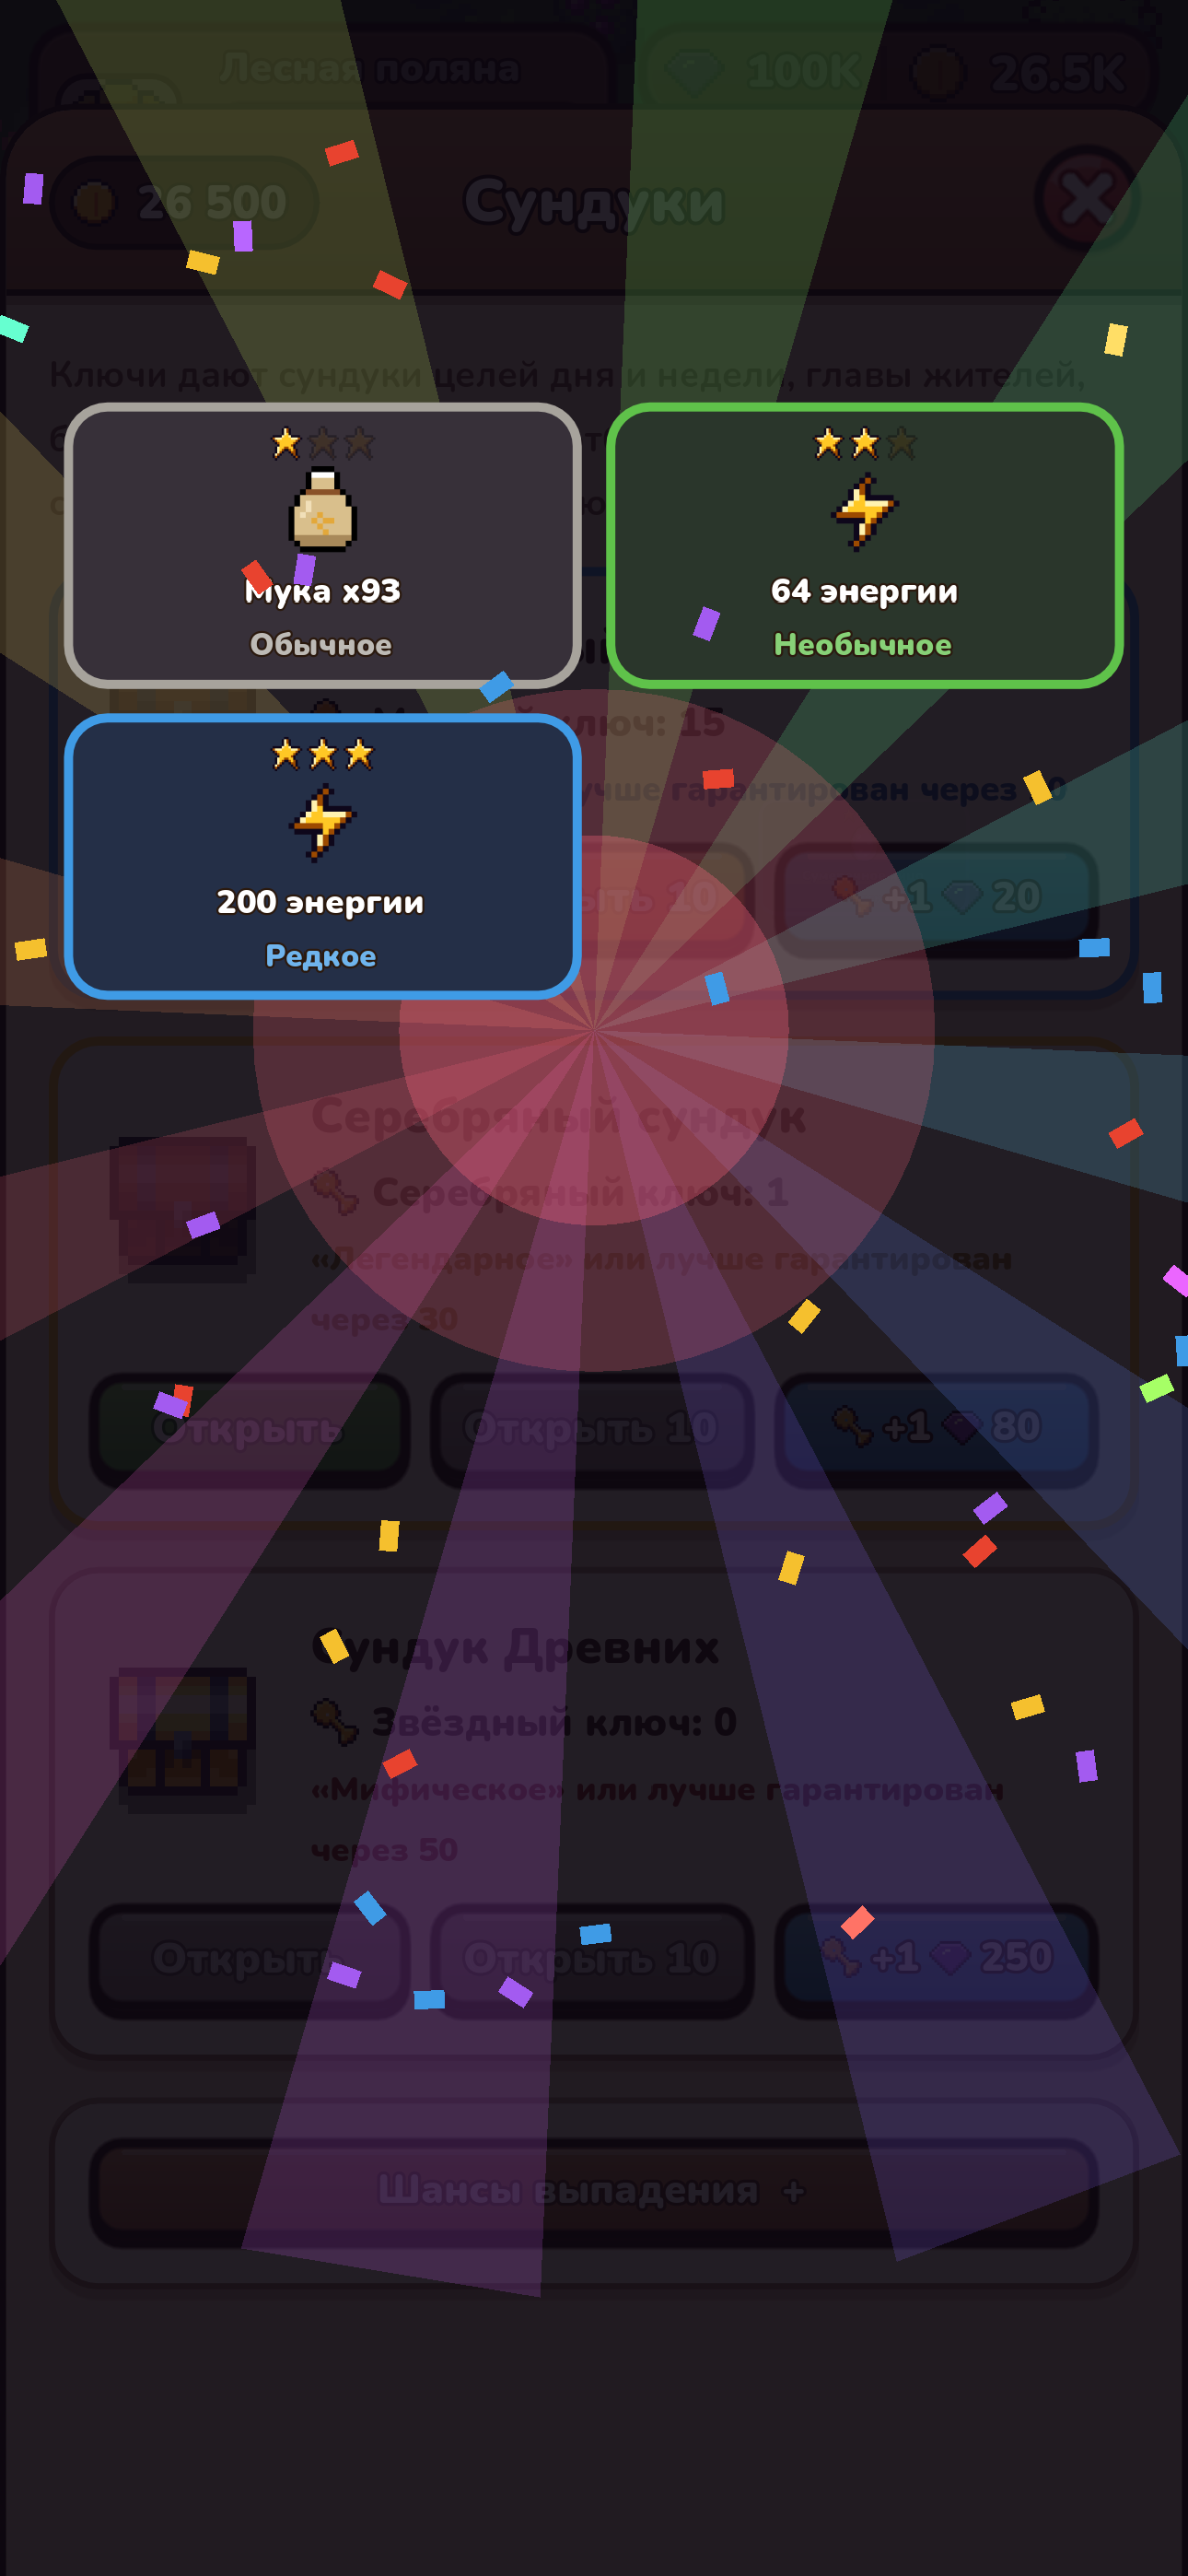 Лесная поляна
100K
26.5K
26 500
Сундуки
Ключи дают сундуки целей дня и недели, главы жителей,
Мука x93
Обычное
64 энергии
Необычное
ключ: 15
200 энергии
Редкое
гарантирован через
10
+1 20
Серебряный сундук
Серебряный ключ: 1
«Легендарное» или лучше гарантирован
через 30
Открыть
Открыть 10
+1 80
Сундук Древних
Звёздный ключ: 0
«Мифическое» или лучше гарантирован
через 50
Открыть
Открыть 10
+1 250
Шансы выпадения +